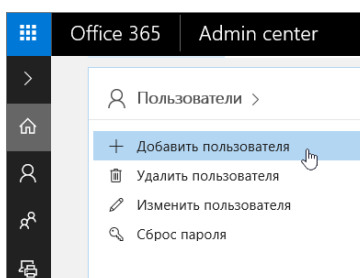 Office 365 Admin center
Пользователи >
Добавить пользователя
Удалить пользователя
Изменить пользователя
Сброс пароля